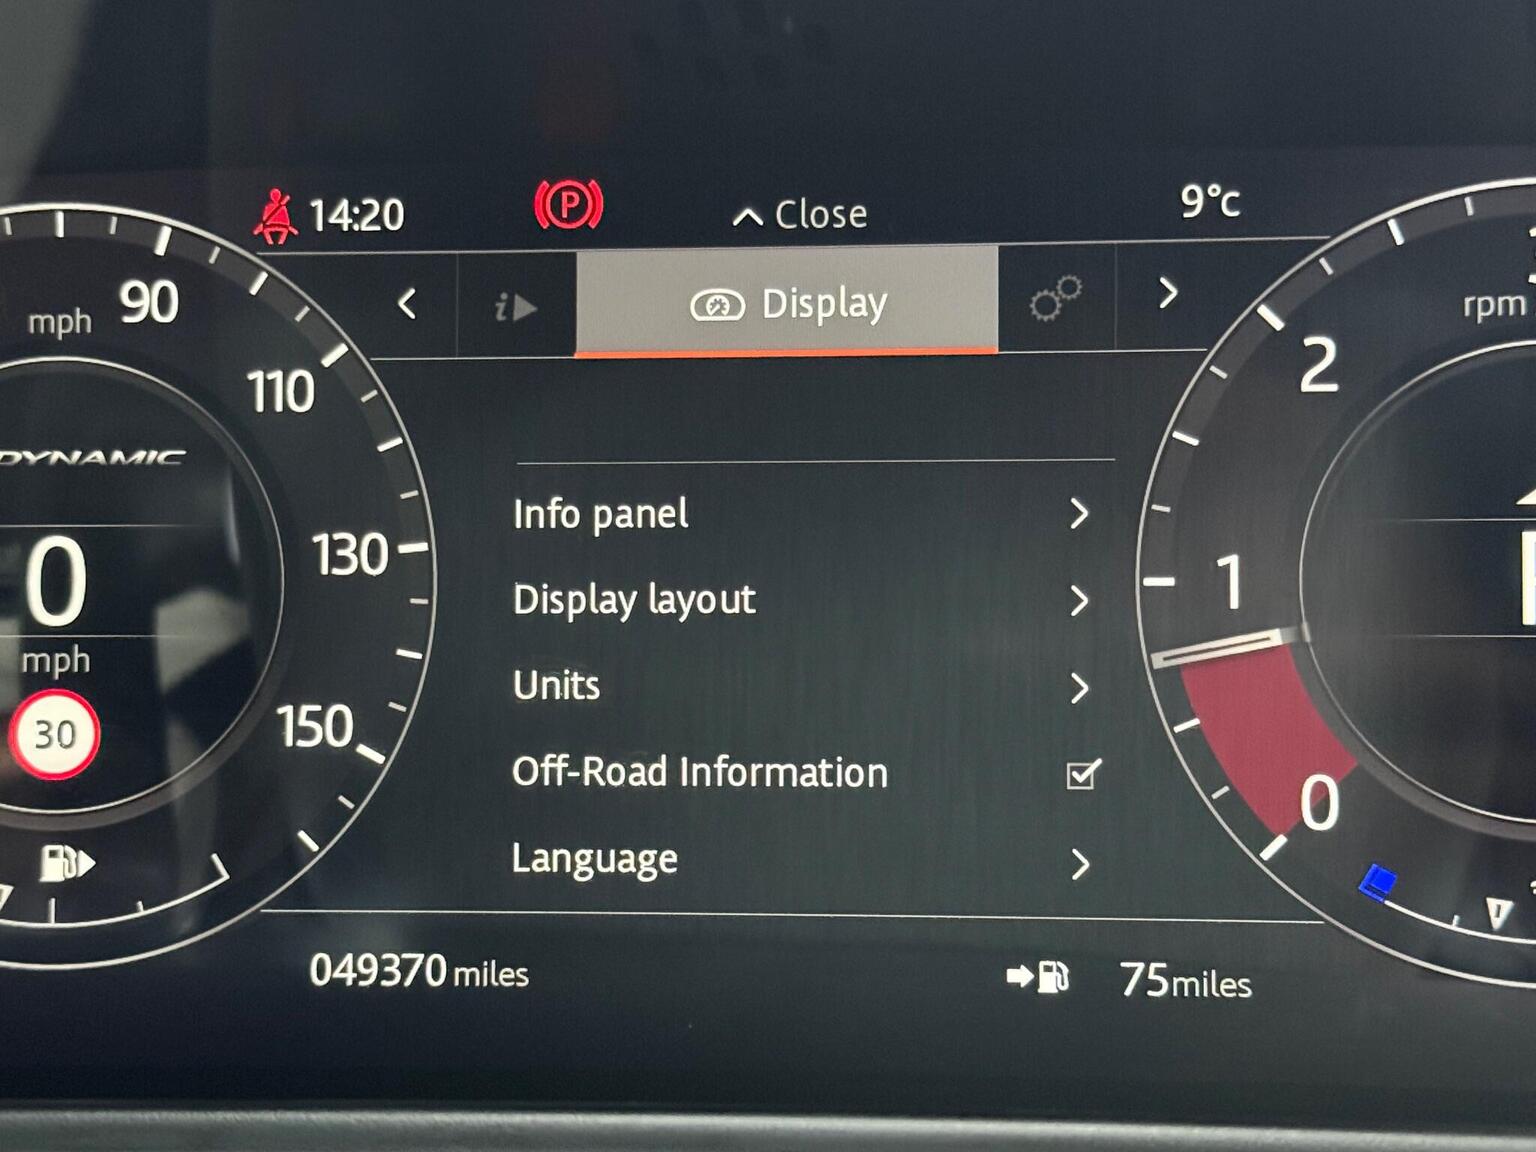 14:20
P
Close
9°C
mph
90
i
Display
rpm
110
2
DYNAMIC
Info panel
130
0
1
Display layout
mph
Units
30
150
Off-Road Information
0
Language
049370 miles
75 miles